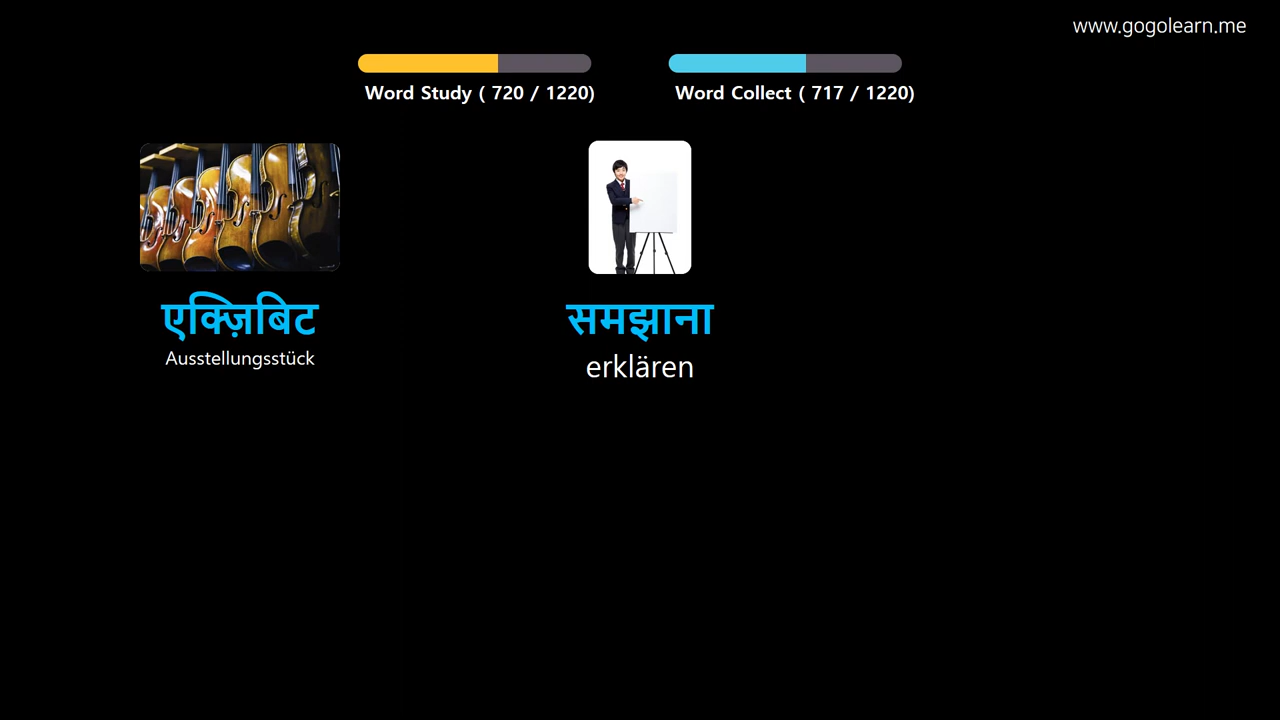 www.gogolearn.me
Word Study ( 720 / 1220)
Word Collect ( 717 / 1220)
एक्ज़िबिट
Ausstellungsstück
समझाना
erklären